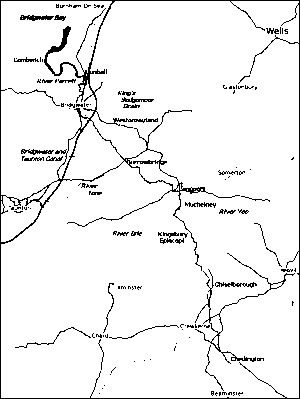 Burnham On Sea
Bridgwater Bay
Wells
Combwich
Dunball
River Parrett
King's
Sedgemoor
Drain
Glastonbury
Bridgwater
Westonzoyland
Bridgwater and
Taunton Canal
Burrowbridge
Somerton
River
Tone
Langport
Muchelney
Taunton
River Yeo
River Isle
Kingsbury
Episcopi
Yeovil
Ilminster
Chiselborough
Chard
Crewkerne
Chedington
Beaminster